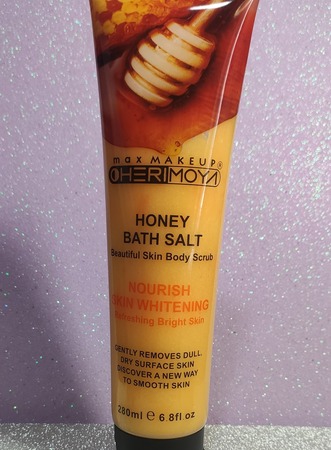 max MAKEUP
CHERIMOYA®
HONEY
BATH SALT
Beautiful Skin Body Scrub
NOURISH
SKIN WHITENING
Refreshing Bright Skin
GENTLY REMOVES DULL,
DRY SURFACE SKIN
DISCOVER A NEW WAY
TO SMOOTH SKIN
280ml ℮ 6.8fl oz